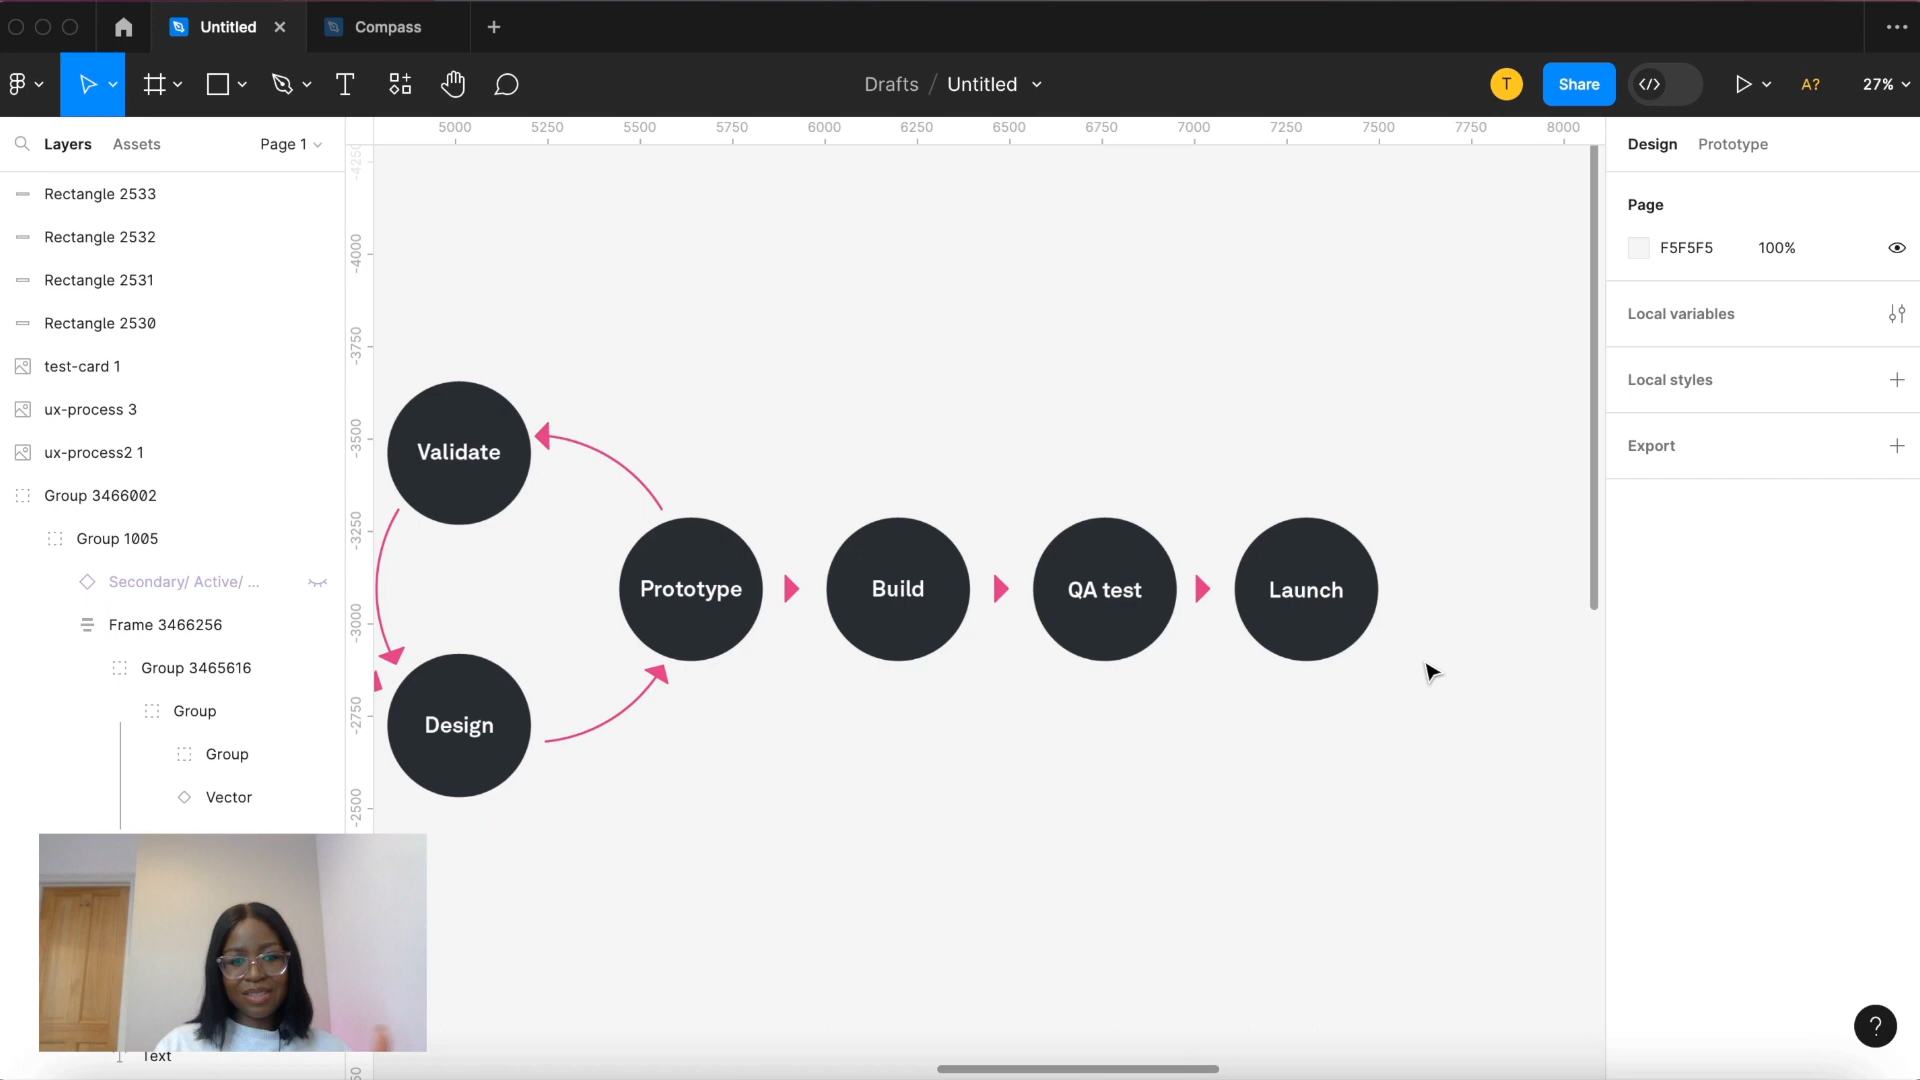 Untitled
Compass
Drafts / Untitled
T
Share
A?
27%
Layers
Assets
Page 1
5000
5250
5500
5750
6000
6250
6500
6750
7000
7250
7500
7750
8000
Design
Prototype
-4250
-4000
-3750
-3500
-3250
-3000
-2750
-2500
50
Rectangle 2533
Rectangle 2532
Rectangle 2531
Rectangle 2530
test-card 1
ux-process 3
ux-process2 1
Group 3466002
Group 1005
Secondary/ Active/ ...
Frame 3466256
Group 3465616
Group
Group
Vector
Text
Validate
Design
Prototype
Build
QA test
Launch
Page
F5F5F5
100%
Local variables
Local styles
Export
?